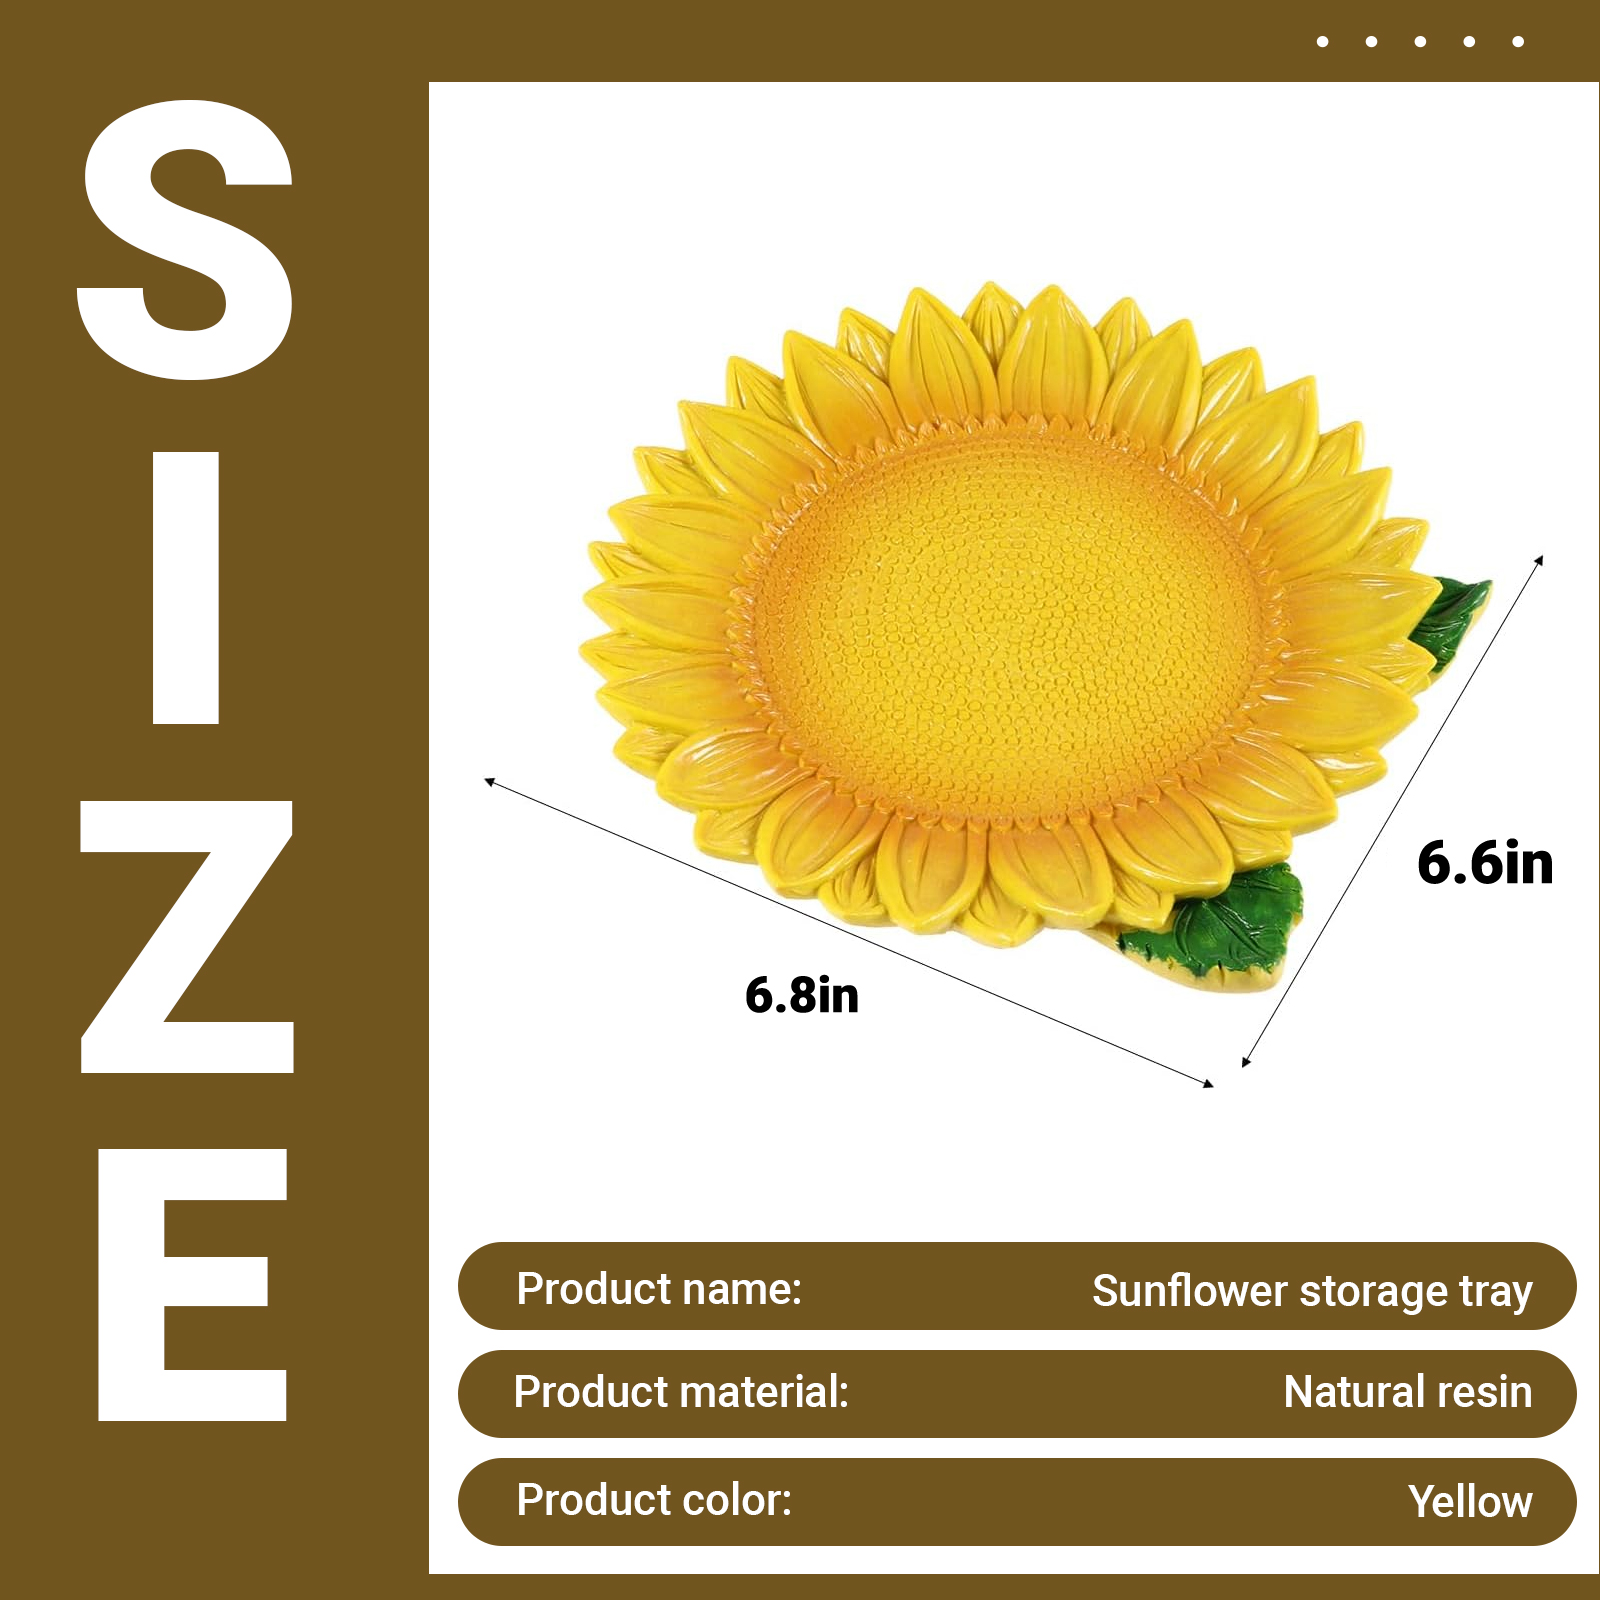 SIZE
6.6in
6.8in
Product name: Sunflower storage tray
Product material: Natural resin
Product color: Yellow